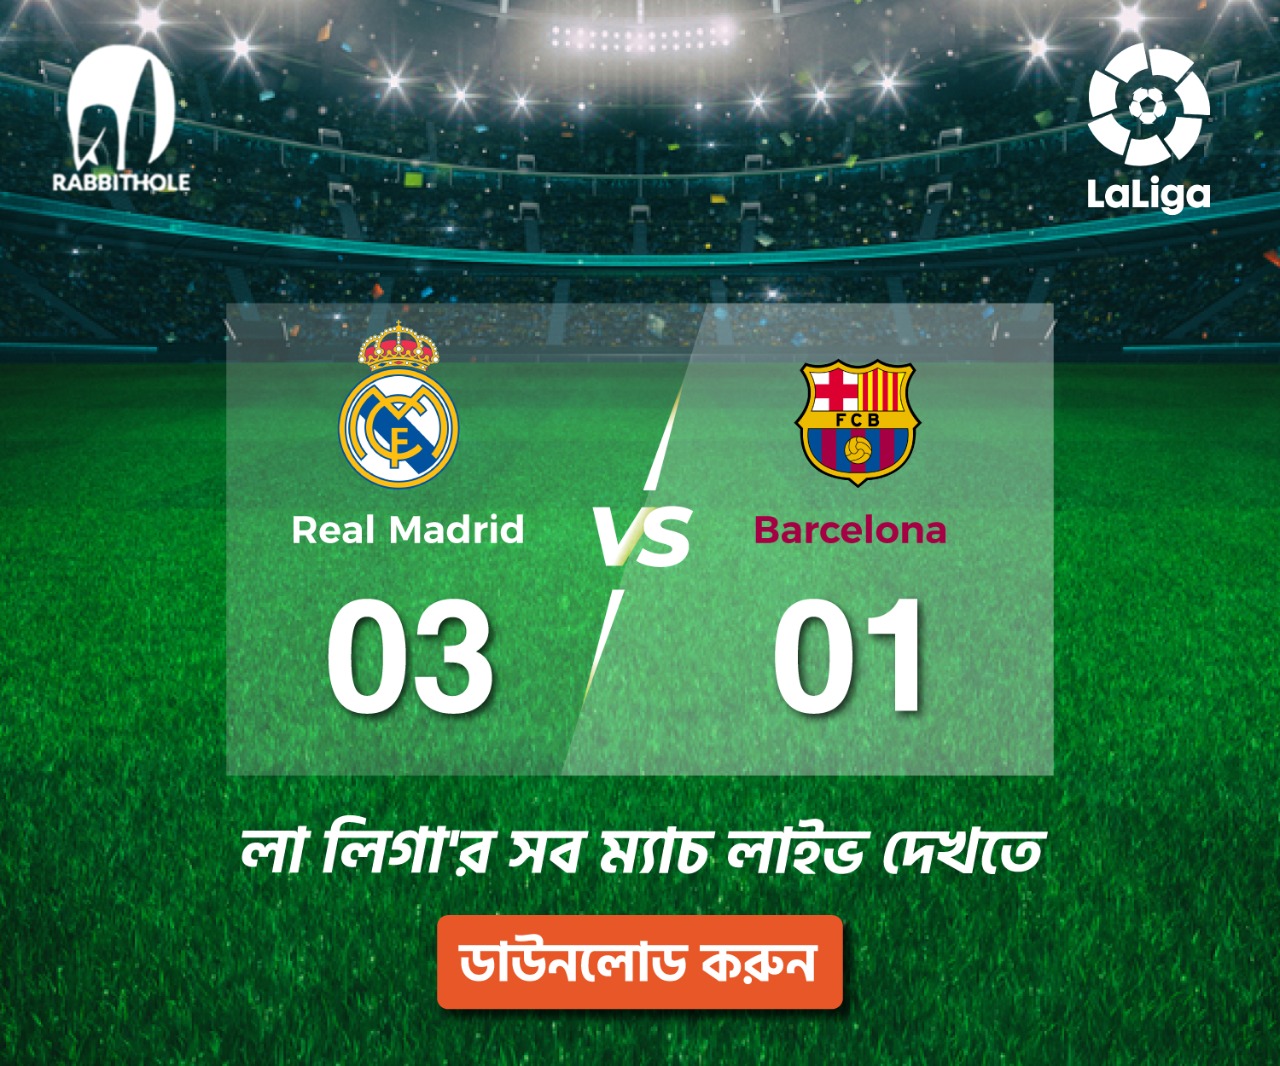 RABBITHOLE
LaLiga
FCB
Real Madrid
VS
Barcelona
03
01
লা লিগা'র সব ম্যাচ লাইভ দেখতে
ডাউনলোড করুন